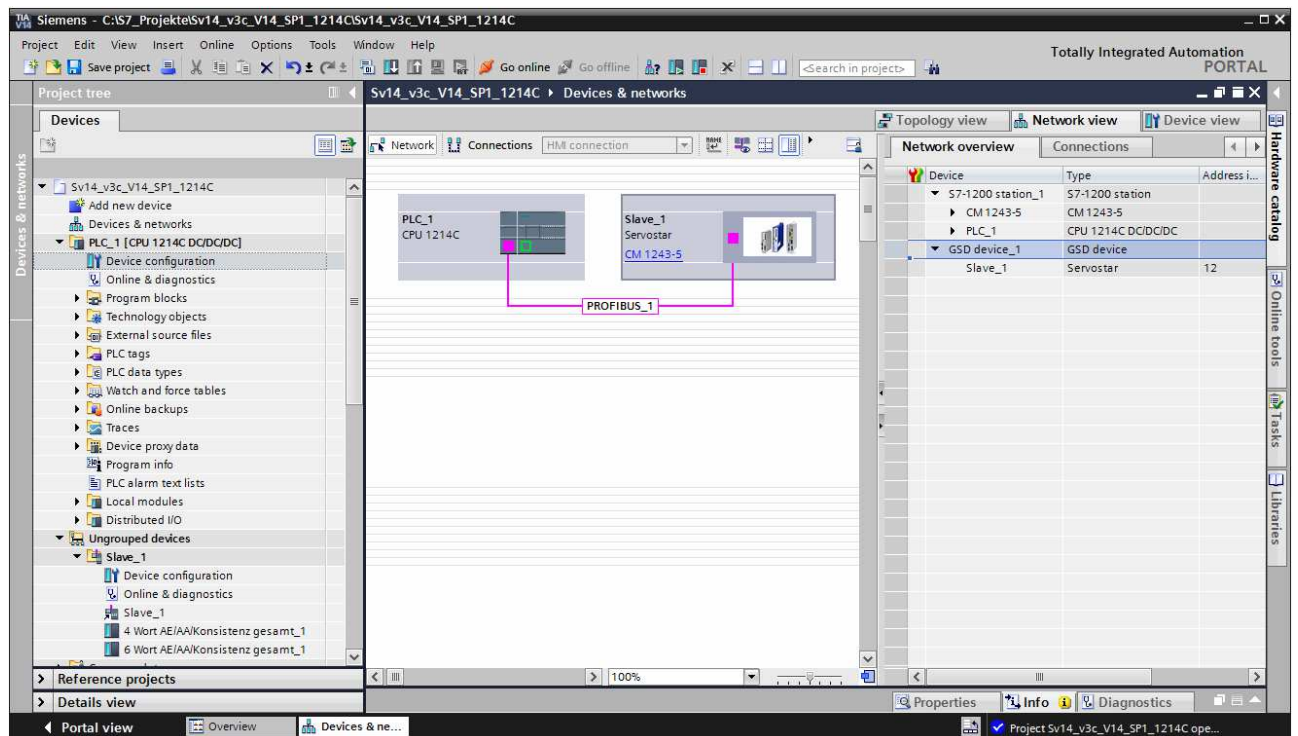 Siemens - C:\S7_Projekte\Sv14_v3c_V14_SP1_1214C\Sv14_v3c_V14_SP1_1214C
Project Edit View Insert Online Options Tools Window Help
Totally Integrated Automation
PORTAL
Save project Go online Go offline <Search in project>
Project tree
Sv14_v3c_V14_SP1_1214C Devices & networks
Devices
Topology view Network view Device view
Network Connections HMI connection
Network overview Connections
Devices & networks
Sv14_v3c_V14_SP1_1214C
Add new device
Devices & networks
PLC_1 [CPU 1214C DC/DC/DC]
Device configuration
Online & diagnostics
Program blocks
Technology objects
External source files
PLC tags
PLC data types
Watch and force tables
Online backups
Traces
Device proxy data
Program info
PLC alarm text lists
Local modules
Distributed I/O
Ungrouped devices
Slave_1
Device configuration
Online & diagnostics
Slave_1
4 Wort AE/AA/Konsistenz gesamt_1
6 Wort AE/AA/Konsistenz gesamt_1
Reference projects
Details view
PLC_1
CPU 1214C
Slave_1
Servostar
CM 1243-5
PROFIBUS_1
100%
Device Type Address i...
S7-1200 station_1 S7-1200 station
CM 1243-5 CM 1243-5
PLC_1 CPU 1214C DC/DC/DC
GSD device_1 GSD device
Slave_1 Servostar 12
Hardware catalog
Online tools
Tasks
Libraries
Properties Info Diagnostics
Portal view Overview Devices & ne...
Project Sv14_v3c_V14_SP1_1214C ope...